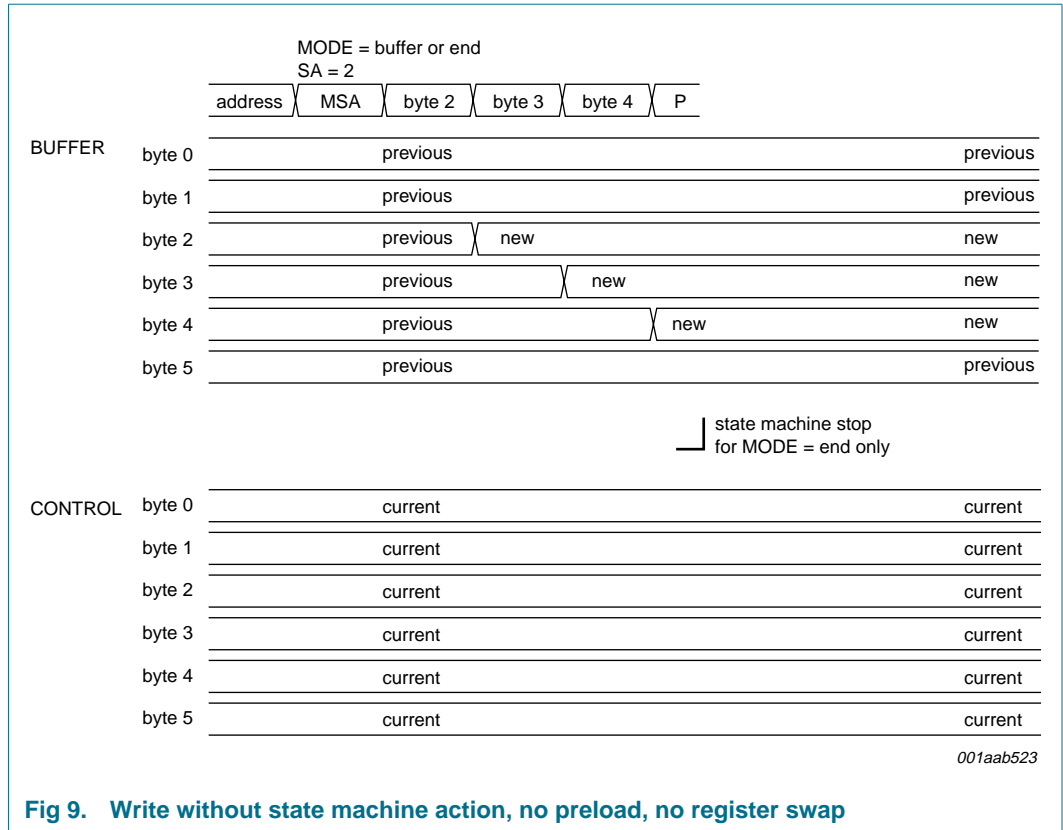 MODE = buffer or end
SA = 2
address MSA byte 2 byte 3 byte 4 P
BUFFER byte 0 previous previous
byte 1 previous previous
byte 2 previous new new
byte 3 previous new new
byte 4 previous new new
byte 5 previous previous
state machine stop
for MODE = end only
CONTROL byte 0 current current
byte 1 current current
byte 2 current current
byte 3 current current
byte 4 current current
byte 5 current current
001aab523
Fig 9. Write without state machine action, no preload, no register swap